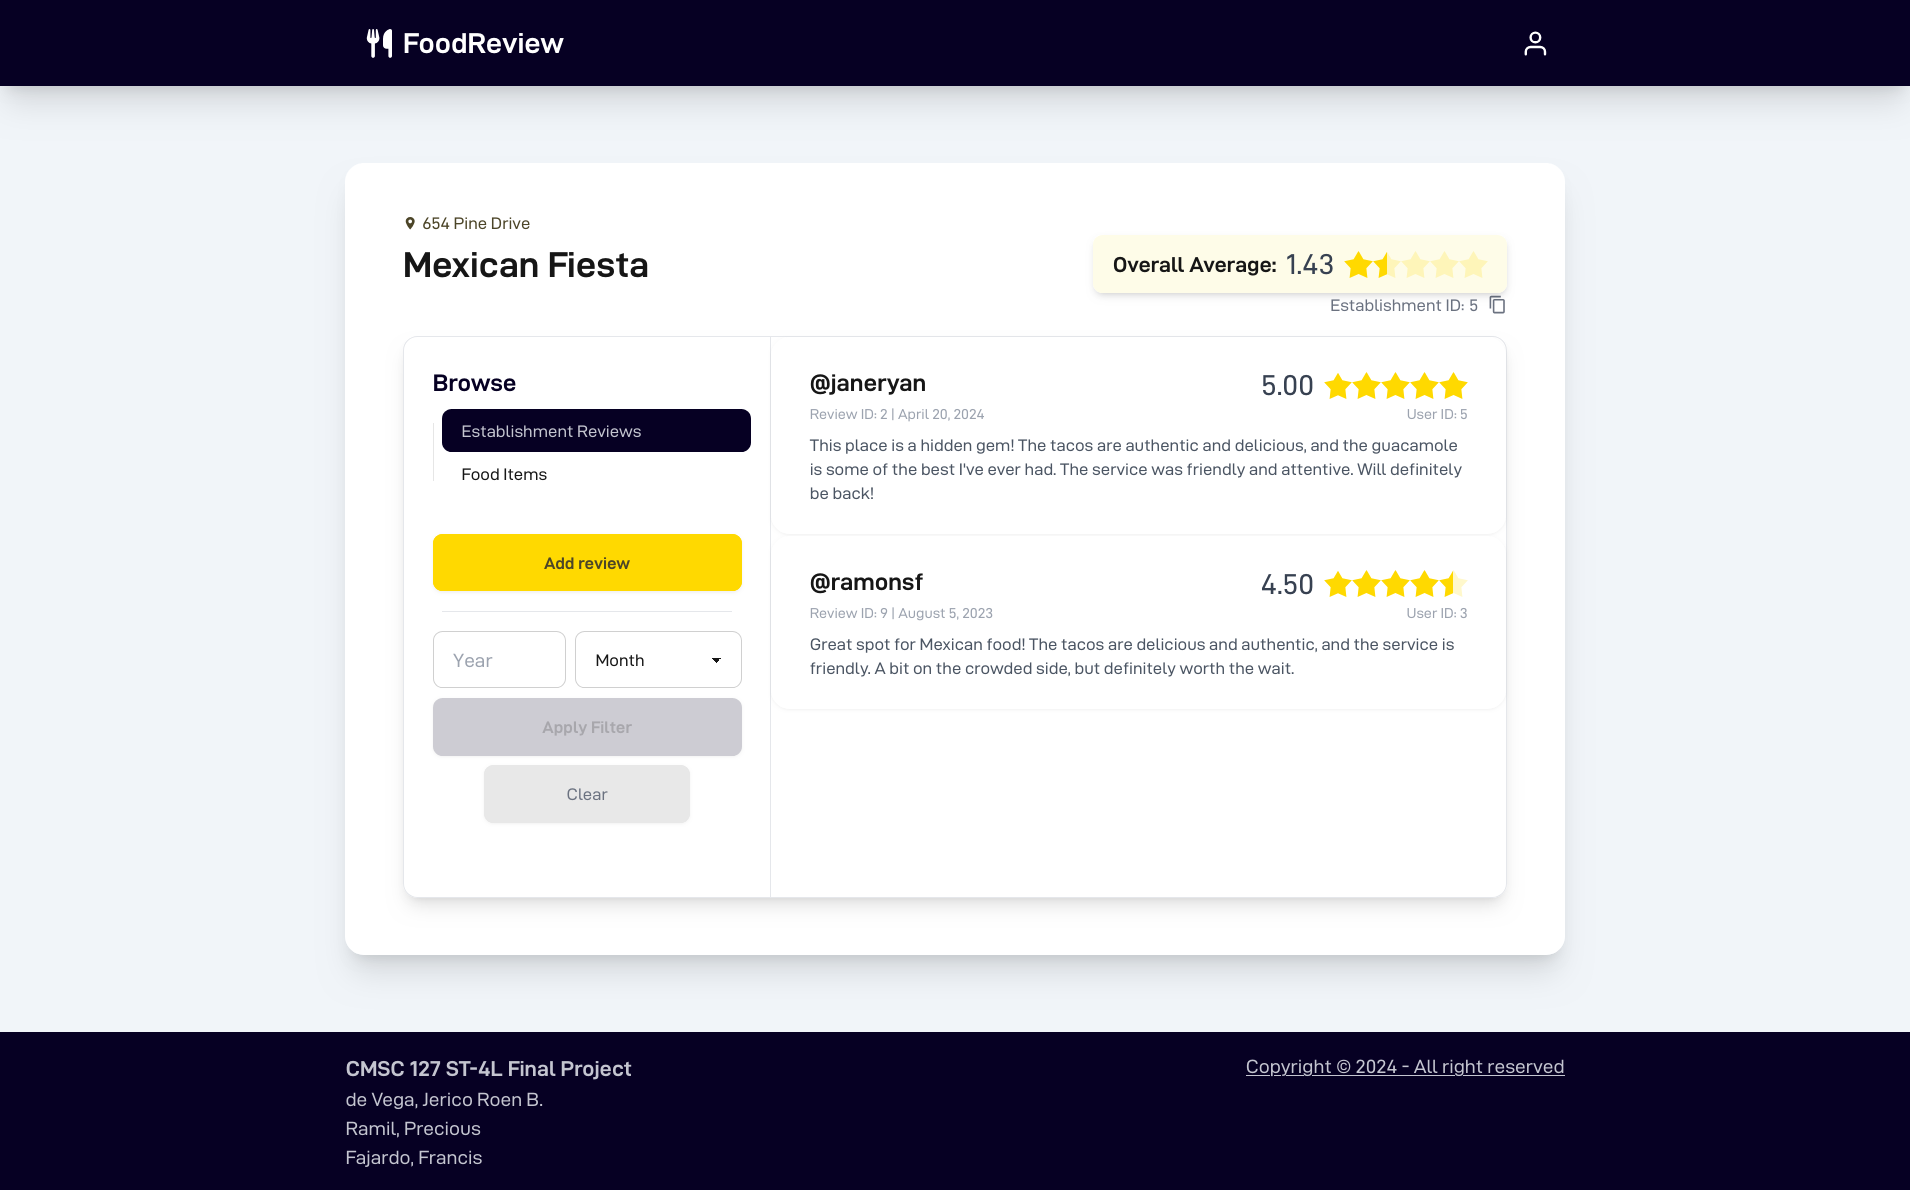 FoodReview
654 Pine Drive
Mexican Fiesta
Overall Average: 1.43
Establishment ID: 5
Browse
Establishment Reviews
Food Items
Add review
Year
Month
Apply Filter
Clear
@janeryan
5.00
Review ID: 2 | April 20, 2024
User ID: 5
This place is a hidden gem! The tacos are authentic and delicious, and the guacamole
is some of the best I've ever had. The service was friendly and attentive. Will definitely
be back!
@ramonsf
4.50
Review ID: 9 | August 5, 2023
User ID: 3
Great spot for Mexican food! The tacos are delicious and authentic, and the service is
friendly. A bit on the crowded side, but definitely worth the wait.
CMSC 127 ST-4L Final Project
de Vega, Jerico Roen B.
Ramil, Precious
Fajardo, Francis
Copyright © 2024 - All right reserved